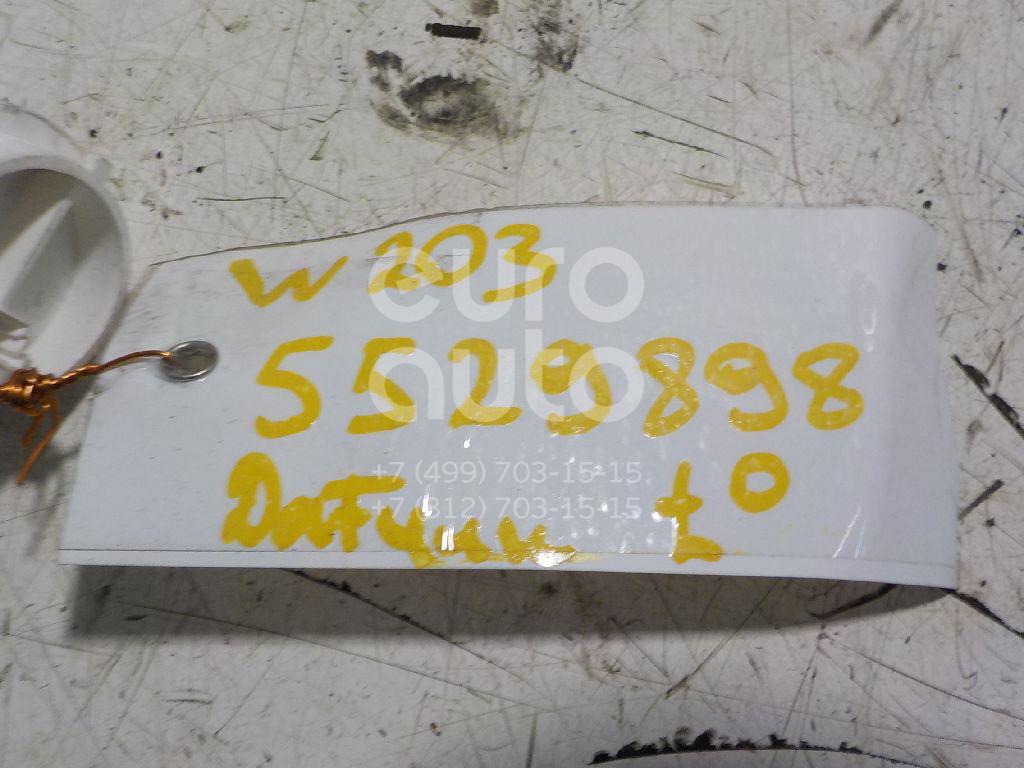 W 203
euro
auto
5529898
+7 (499) 703-15-15
+7 (812) 703-15-15
Датчик t°